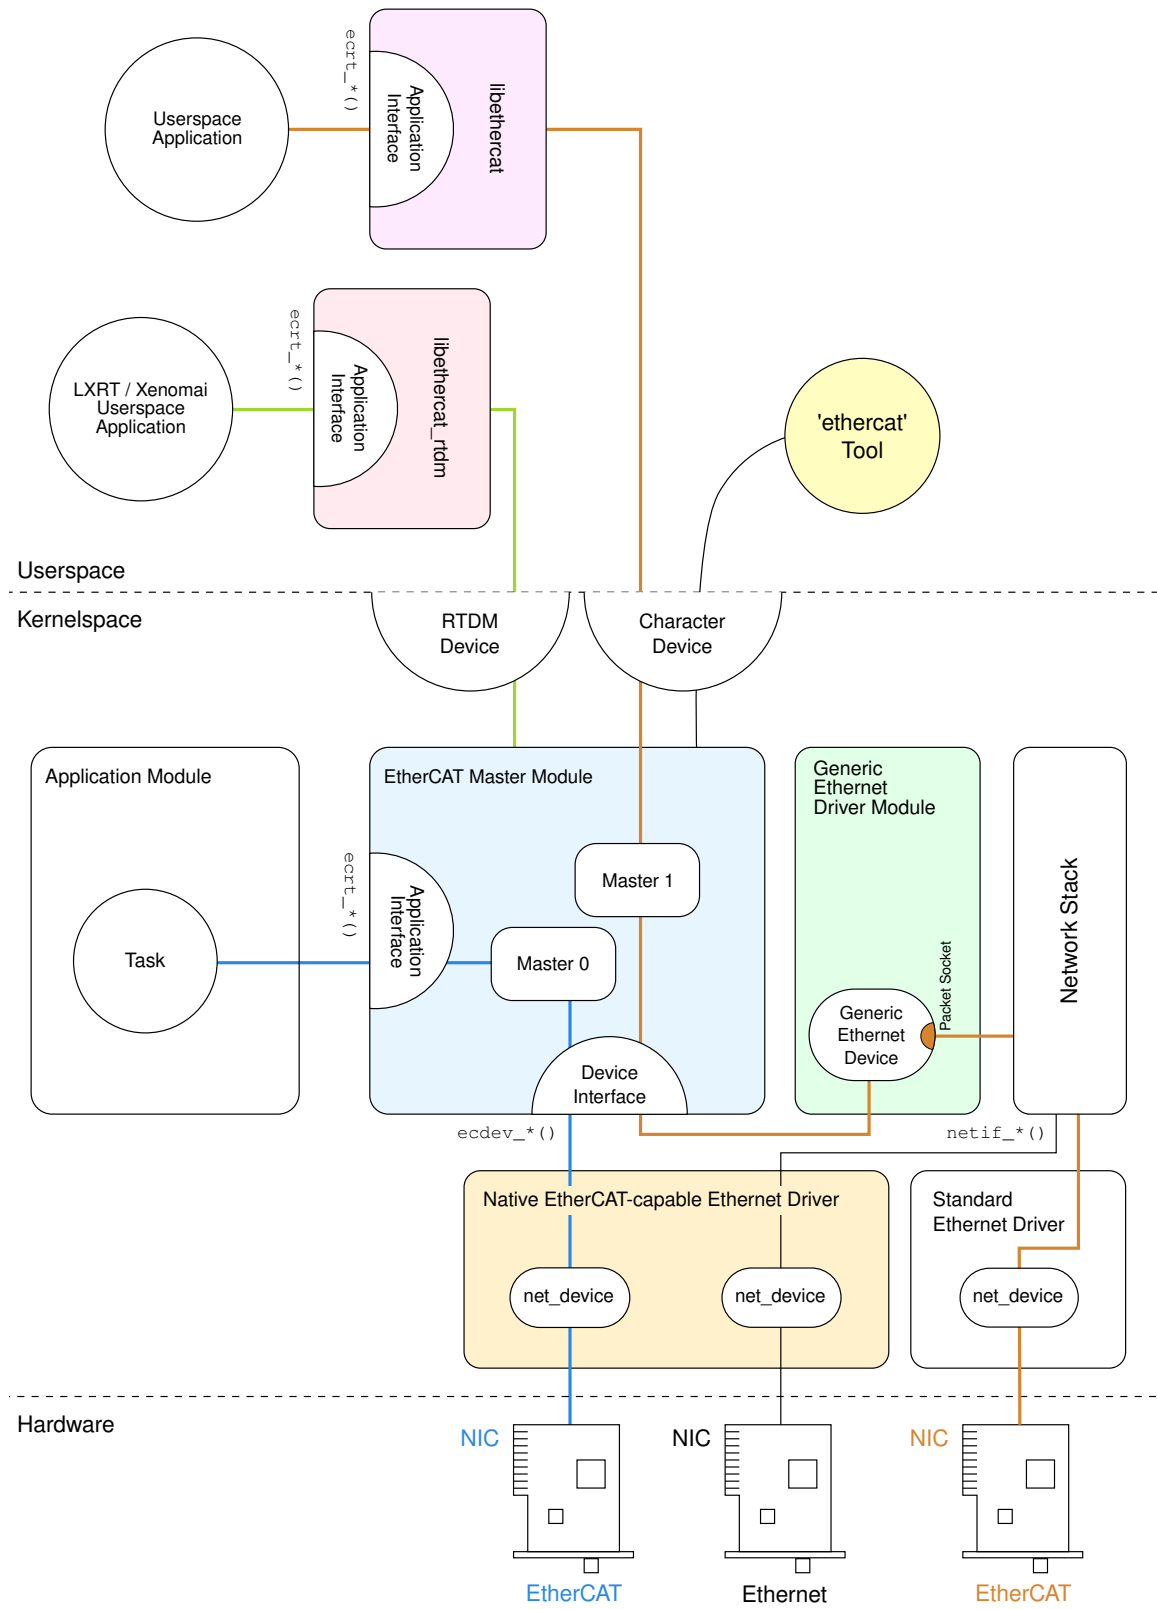 Userspace
Application
ecrt_*()
Application
Interface
libethercat
LXRT / Xenomai
Userspace
Application
ecrt_*()
Application
Interface
libethercat_rtdm
'ethercat'
Tool
Userspace
Kernelspace
RTDM
Device
Character
Device
Application Module
Task
EtherCAT Master Module
ecrt_*()
Application
Interface
Master 1
Master 0
Device
Interface
Generic
Ethernet
Driver Module
Generic
Ethernet
Device
Packet Socket
Network Stack
ecdev_*()
netif_*()
Native EtherCAT-capable Ethernet Driver
net_device
net_device
Standard
Ethernet Driver
net_device
Hardware
NIC
NIC
NIC
EtherCAT
Ethernet
EtherCAT